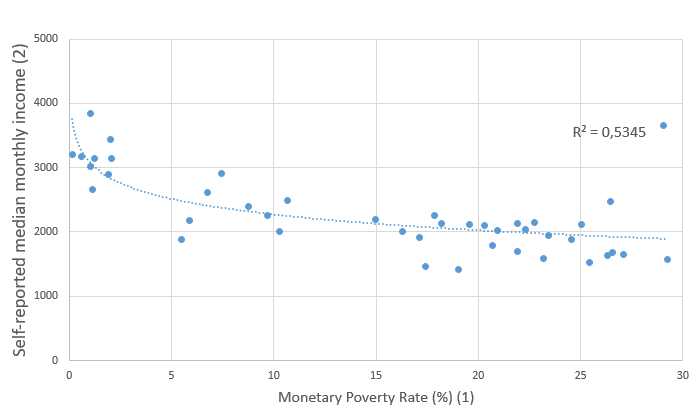 5000
4000
3000
2000
1000
0
Self-reported median monthly income (2)
R² = 0,5345
0 5 10 15 20 25 30
Monetary Poverty Rate (%) (1)